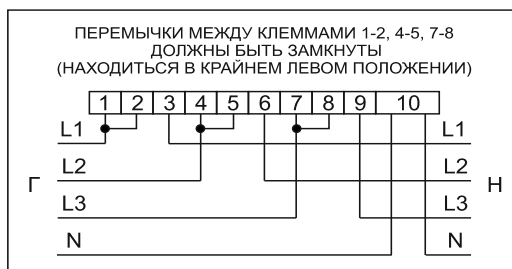 ПЕРЕМЫЧКИ МЕЖДУ КЛЕММАМИ 1-2, 4-5, 7-8
ДОЛЖНЫ БЫТЬ ЗАМКНУТЫ
(НАХОДИТЬСЯ В КРАЙНЕМ ЛЕВОМ ПОЛОЖЕНИИ)
1 2 3 4 5 6 7 8 9 10
L1 L1
L2 L2
Г Н
L3 L3
N N